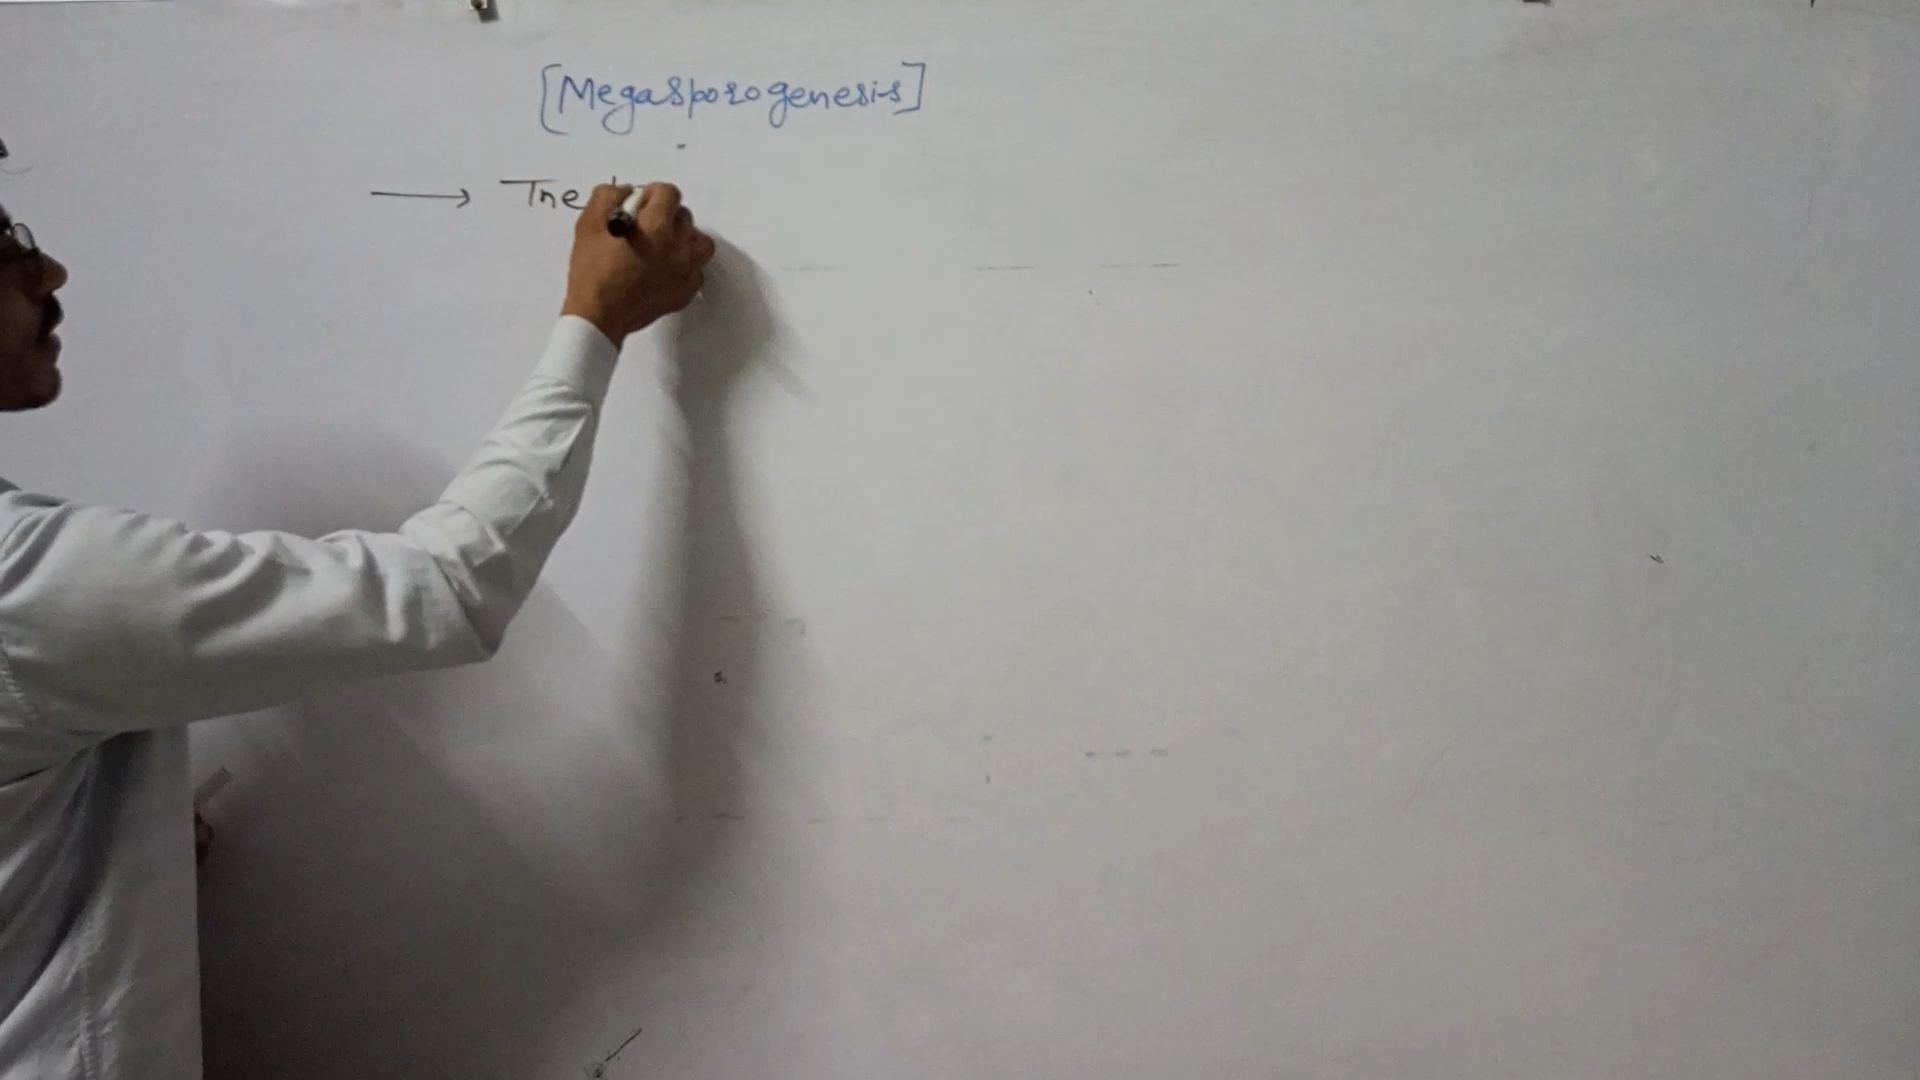 [Megasporogenesis]
→ The